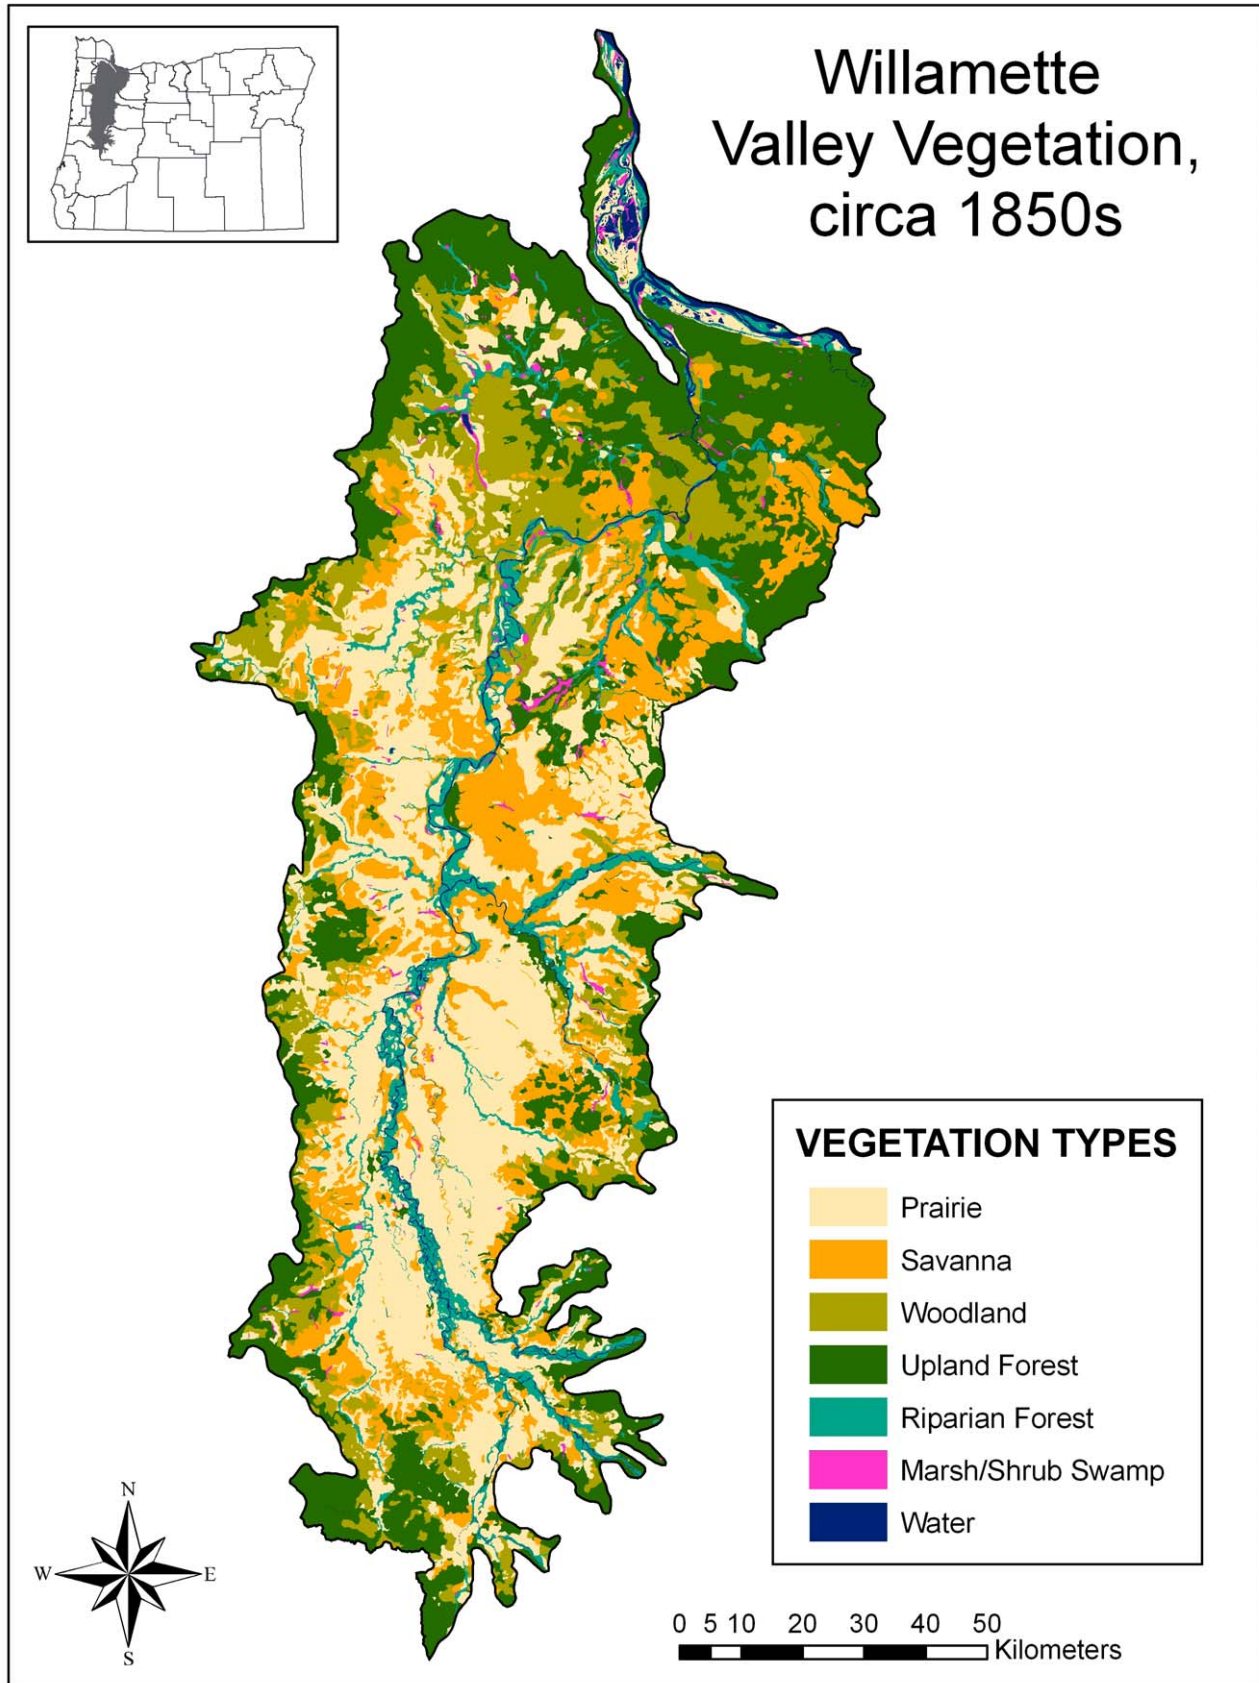 Willamette
Valley Vegetation,
circa 1850s
VEGETATION TYPES
Prairie
Savanna
Woodland
Upland Forest
Riparian Forest
Marsh/Shrub Swamp
Water
N
W E
S
0 5 10 20 30 40 50
Kilometers